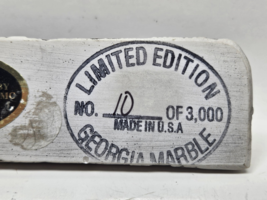 LIMITED EDITION
NO. 10 OF 3,000
MADE IN U.S.A
GEORGIA MARBLE